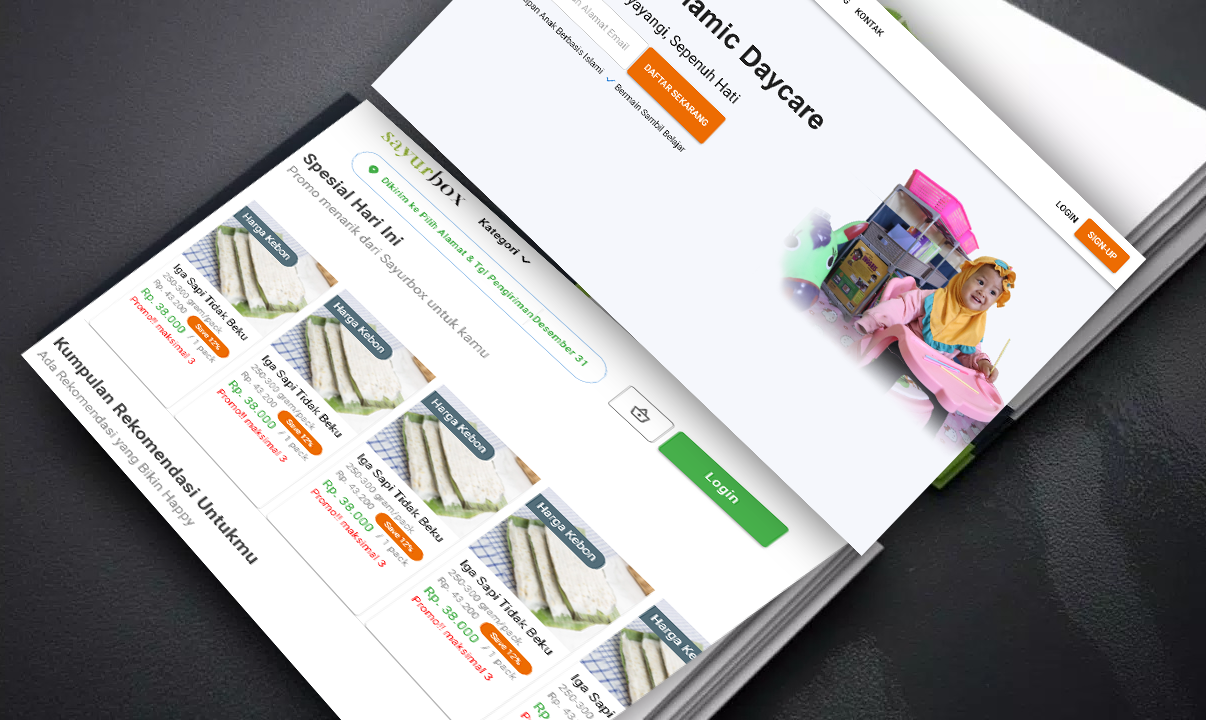 KONTAK
LOGIN
SIGN-UP
Islamic Daycare
Sepenuh Hati
Alamat Email
DAFTAR SEKARANG
Anak Berbasis Islami
Bermain Sambil Belajar
sayurbox
Kategori
Dikirim ke Pilih Alamat & Tgl Pengiriman Desember 31
Login
Spesial Hari Ini
Promo menarik dari Sayurbox untuk kamu
Harga Kebon
Iga Sapi Tidak Beku
250-300 gram/pack
Rp. 43.200
Save 12%
Rp. 38.000 / 1 pack
Promo!! maksimal 3
Harga Kebon
Iga Sapi Tidak Beku
250-300 gram/pack
Rp. 43.200
Save 12%
Rp. 38.000 / 1 pack
Promo!! maksimal 3
Harga Kebon
Iga Sapi Tidak Beku
250-300 gram/pack
Rp. 43.200
Save 12%
Rp. 38.000 / 1 pack
Promo!! maksimal 3
Harga Kebon
Iga Sapi Tidak Beku
250-300 gram/pack
Rp. 43.200
Save 12%
Rp. 38.000 / 1 pack
Promo!! maksimal 3
Harga Ke
Iga Sapi
250-300
Rp. 43
Kumpulan Rekomendasi Untukmu
Ada Rekomendasi yang Bikin Happy